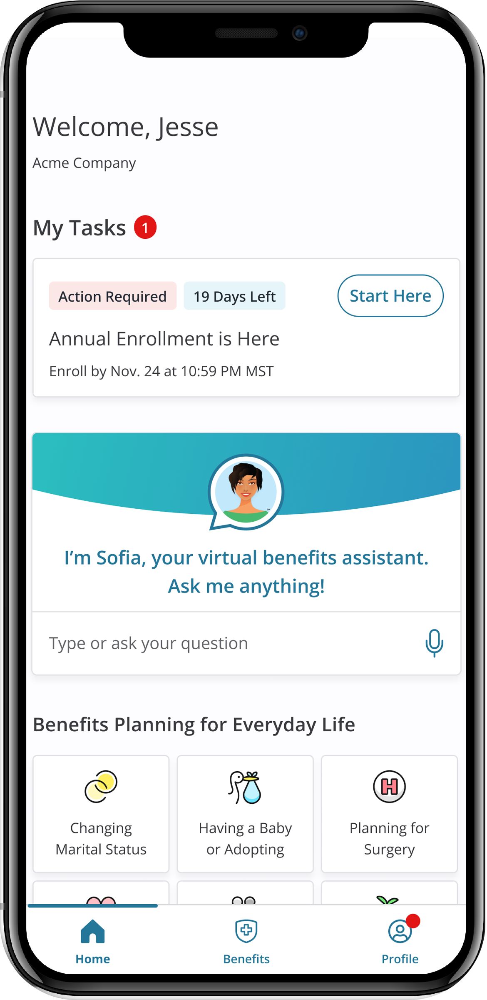 Welcome, Jesse
Acme Company
My Tasks 1
Action Required 19 Days Left Start Here
Annual Enrollment is Here
Enroll by Nov. 24 at 10:59 PM MST
SM
I’m Sofia, your virtual benefits assistant.
Ask me anything!
Type or ask your question
Benefits Planning for Everyday Life
H
Changing
Marital Status
Having a Baby
or Adopting
Planning for
Surgery
Home
Benefits
Profile